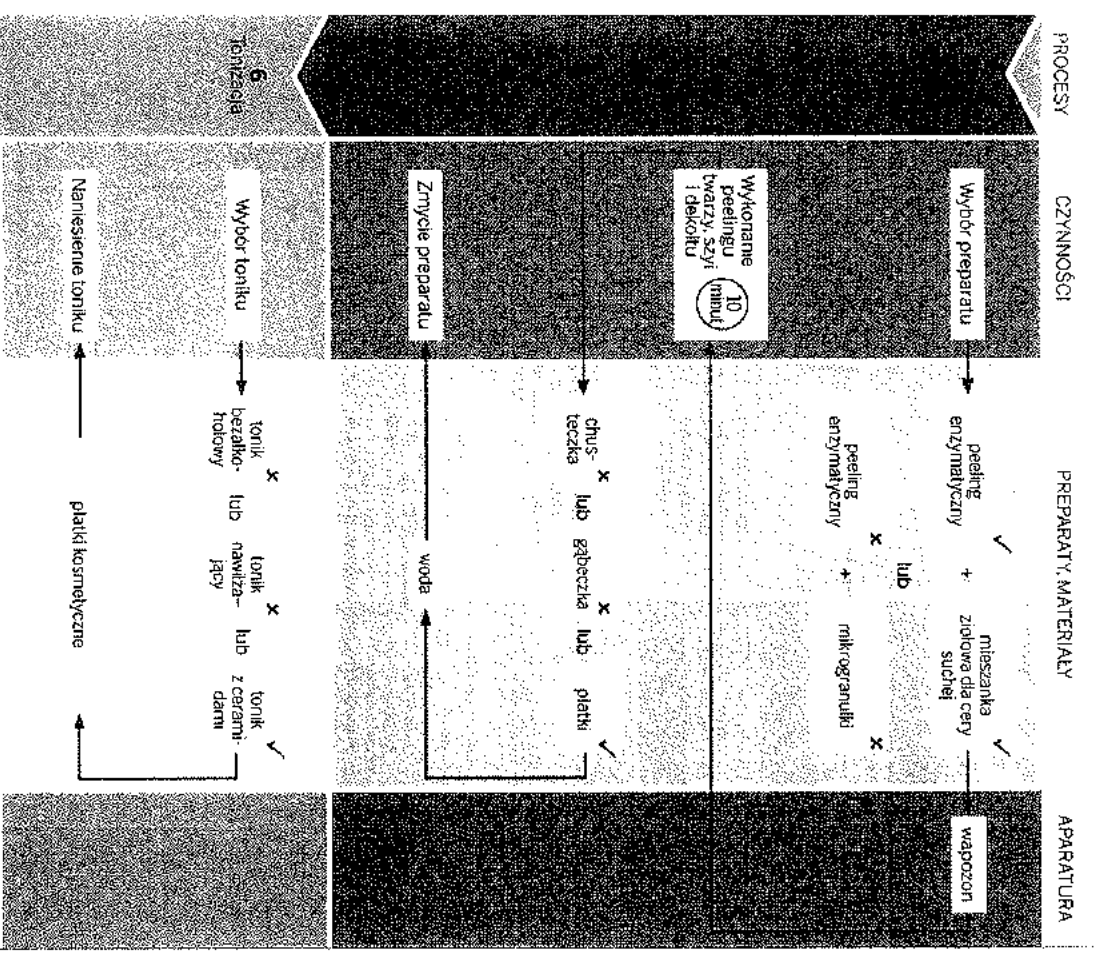 PROCESY
CZYNNOŚCI
PREPARATY, MATERIAŁY
APARATURA
Wybór preparatu
peeling
enzymatyczny
+
mieszanka
ziołowa dla cery
suchej
wapozon
lub
peeling
enzymatyczny
+
mikrogranulki
Wykonanie
peelingu
twarzy, szyi
i dekoltu
10
minut
chus-
teczka
lub
gąbeczka
lub
płatki
Zmycie preparatu
woda
6
Tonizacja
Wybór toniku
tonik
bezalko-
holowy
lub
tonik
nawilża-
jący
lub
tonik
z cerami-
dami
Naniesienie toniku
płatki kosmetyczne